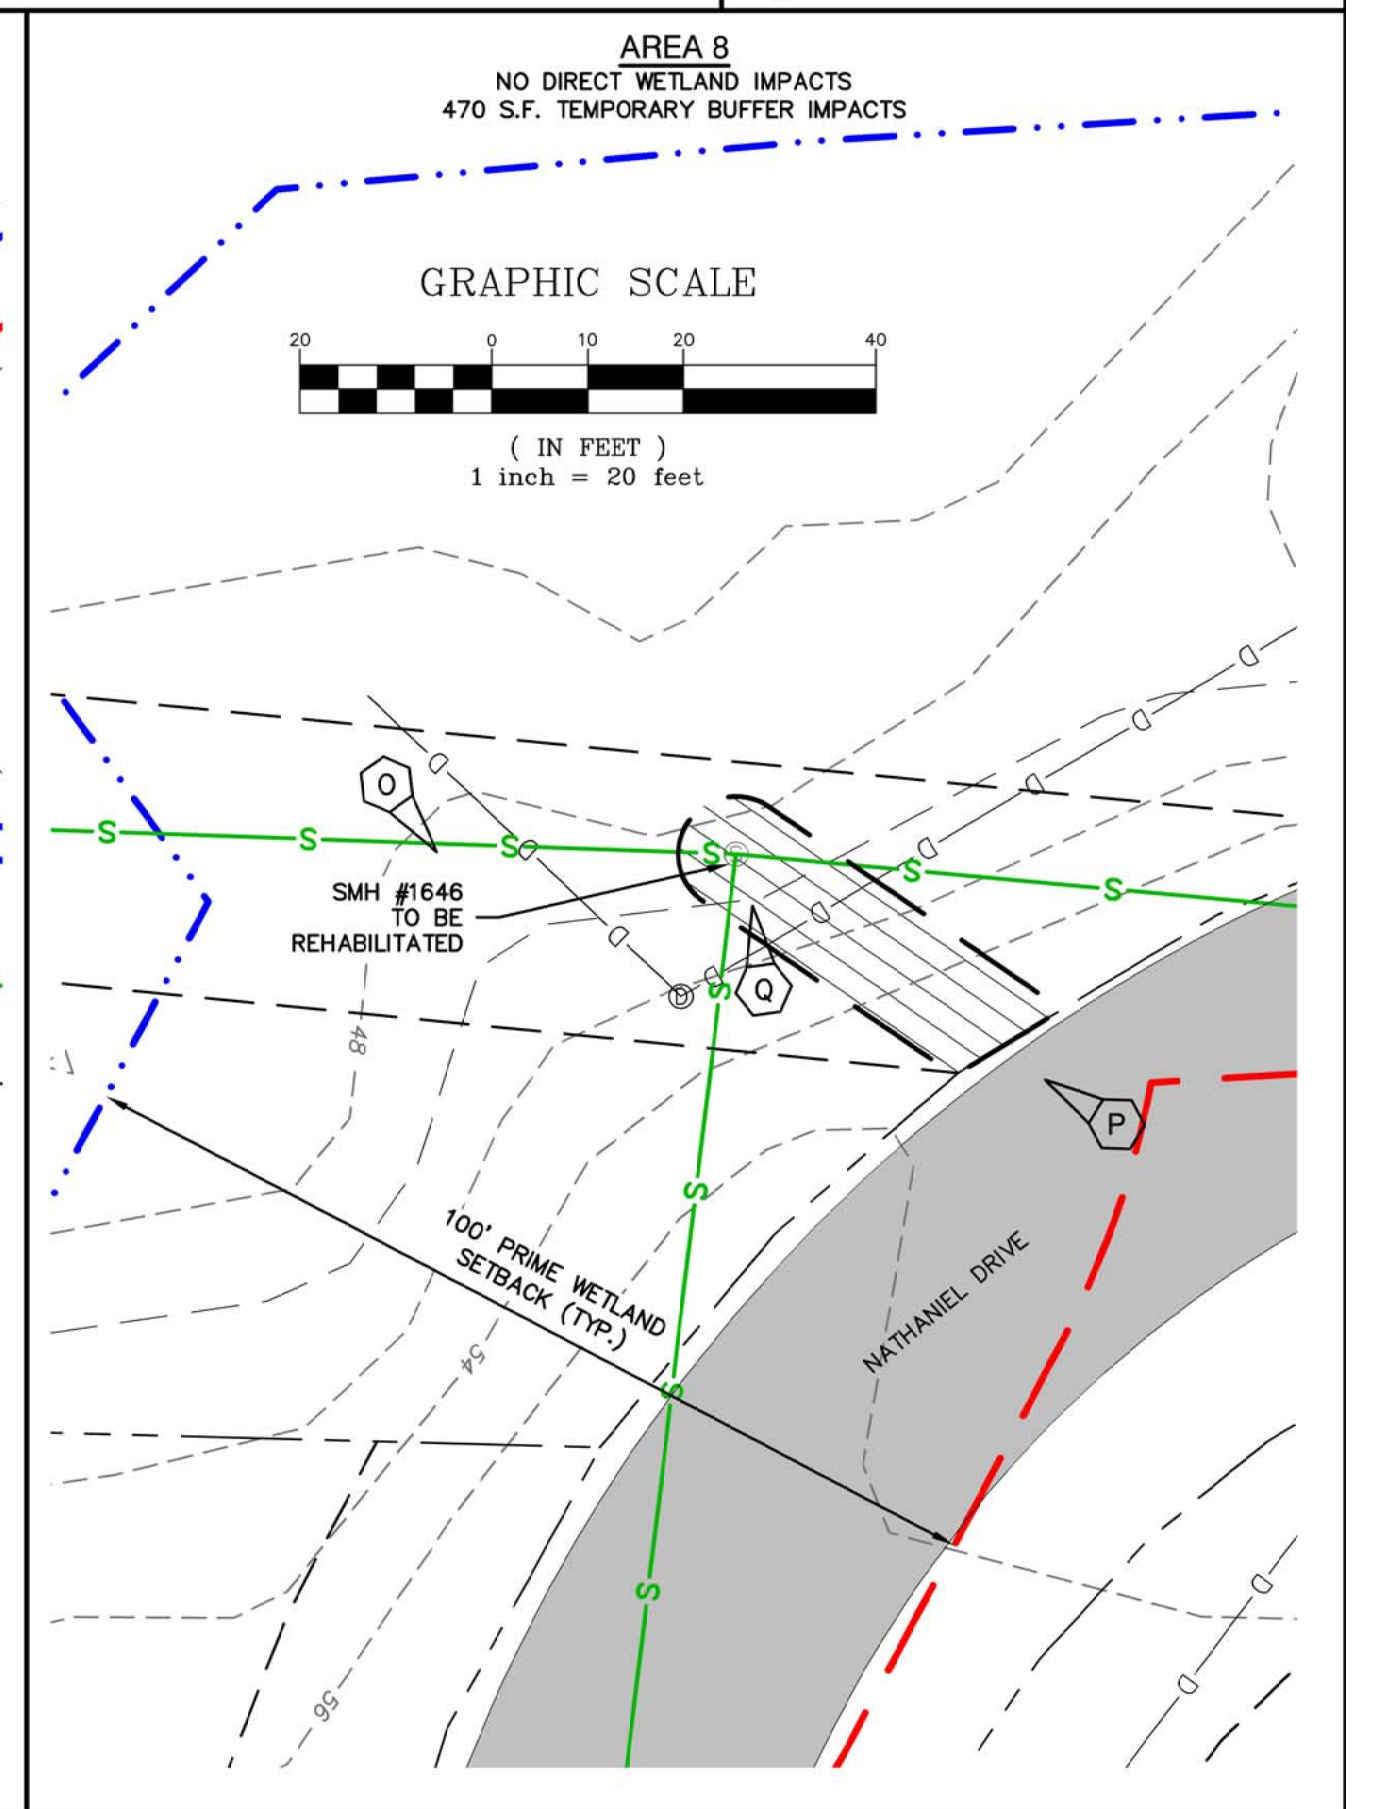 AREA 8
NO DIRECT WETLAND IMPACTS
470 S.F. TEMPORARY BUFFER IMPACTS
GRAPHIC SCALE
20 0 10 20 40
( IN FEET )
1 inch = 20 feet
D
D
D
O
D
D
S S S D S S S
SMH #1646
TO BE
REHABILITATED
D
D
D
D
S
Q
48
P
S
100' PRIME WETLAND
SETBACK (TYP.)
NATHANIEL DRIVE
54
S
S
D
D
56